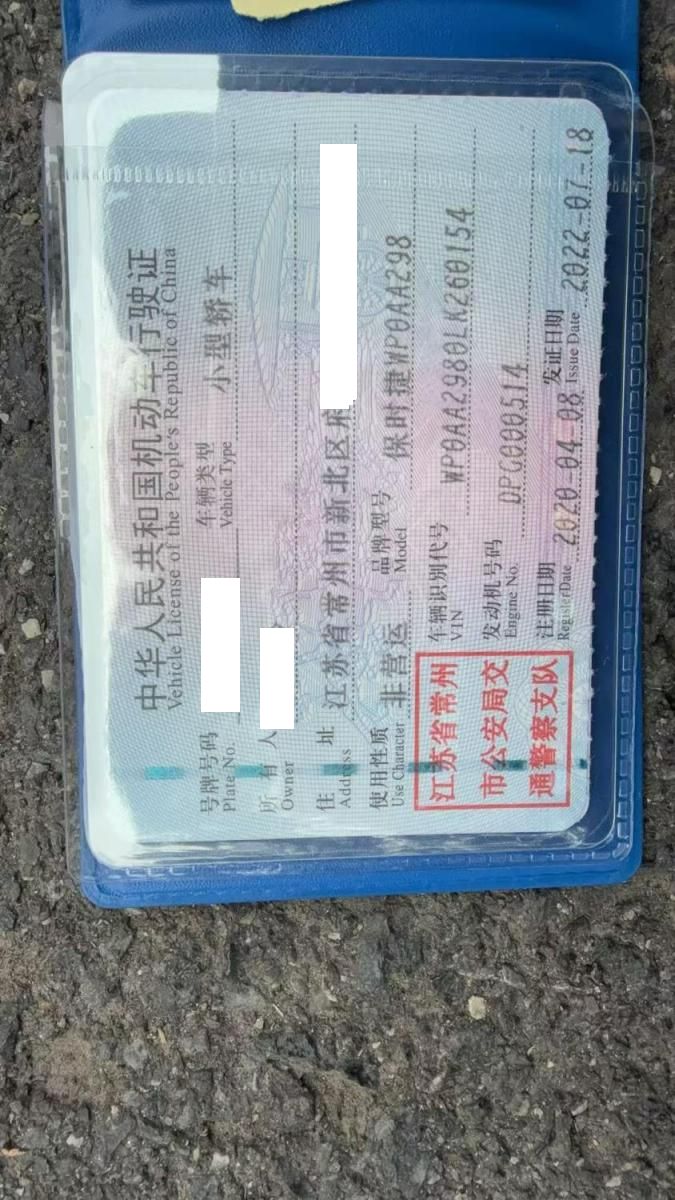 中华人民共和国机动车行驶证
Vehicle License of the People's Republic of China
号牌号码 车辆类型 小型轿车
Plate No. Vehicle Type
所有人
Owner
住址 江苏省常州市新北区
Address
使用性质 非营运 品牌型号 保时捷WP0AA298
Use Character Model
江苏省常州
市公安局交
通警察支队
车辆识别代号 WP0AA2980LK260154
VIN
发动机号码 DPG000514
Engine No.
注册日期 2020-04-08 发证日期 2022-07-18
RegisterDate Issue Date